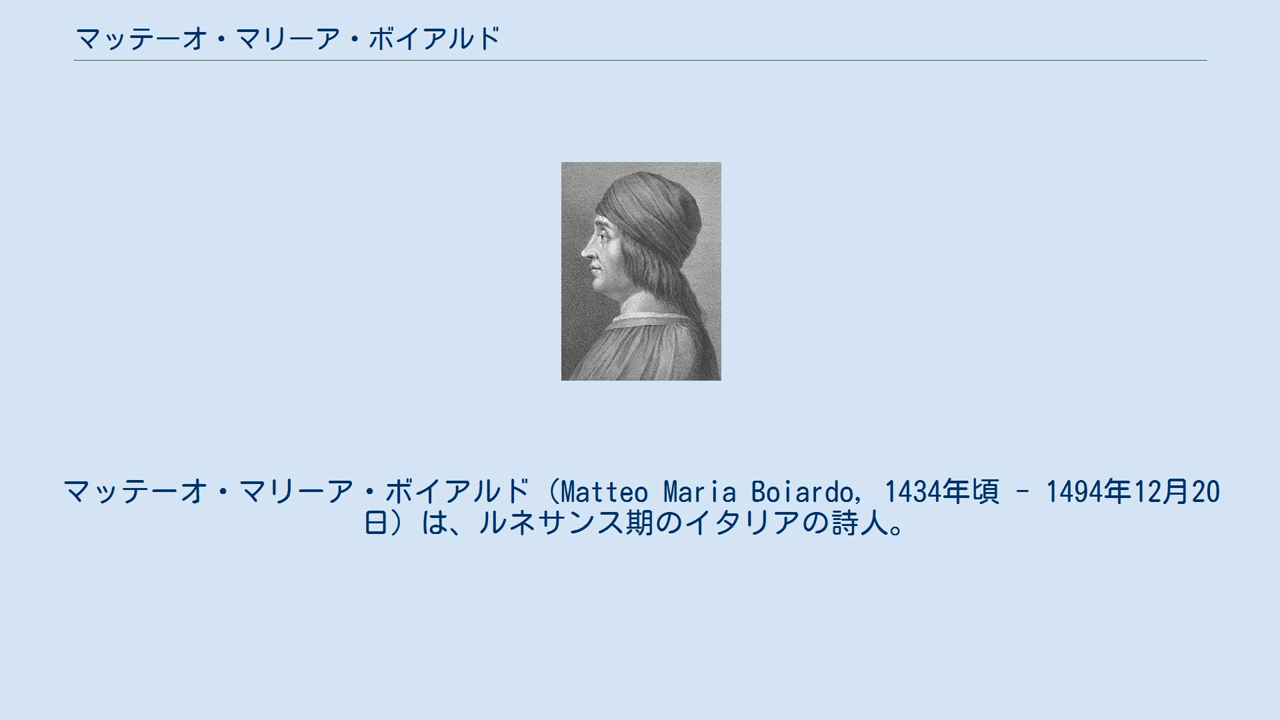 マッテーオ・マリーア・ボイアルド
マッテーオ・マリーア・ボイアルド（Matteo Maria Boiardo, 1434年頃 - 1494年12月20
日）は、ルネサンス期のイタリアの詩人。